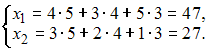 x₁ = 4·5 + 3·4 + 5·3 = 47,
x₂ = 3·5 + 2·4 + 1·3 = 27.